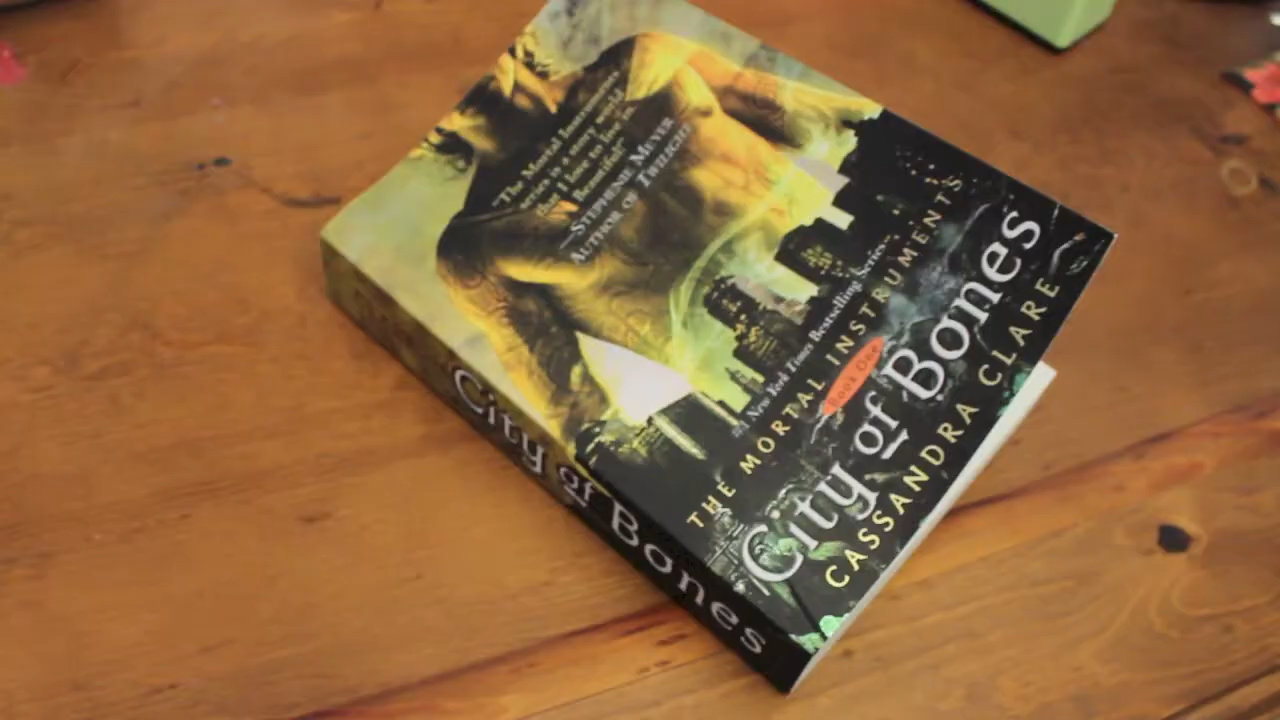 "The Mortal Instruments
series is a story world
that I love to live in.
Beautiful!"
—STEPHENIE MEYER
AUTHOR OF TWILIGHT
#1 New York Times Bestselling Series
THE MORTAL INSTRUMENTS
Book One
City of Bones
CASSANDRA CLARE
City of Bones